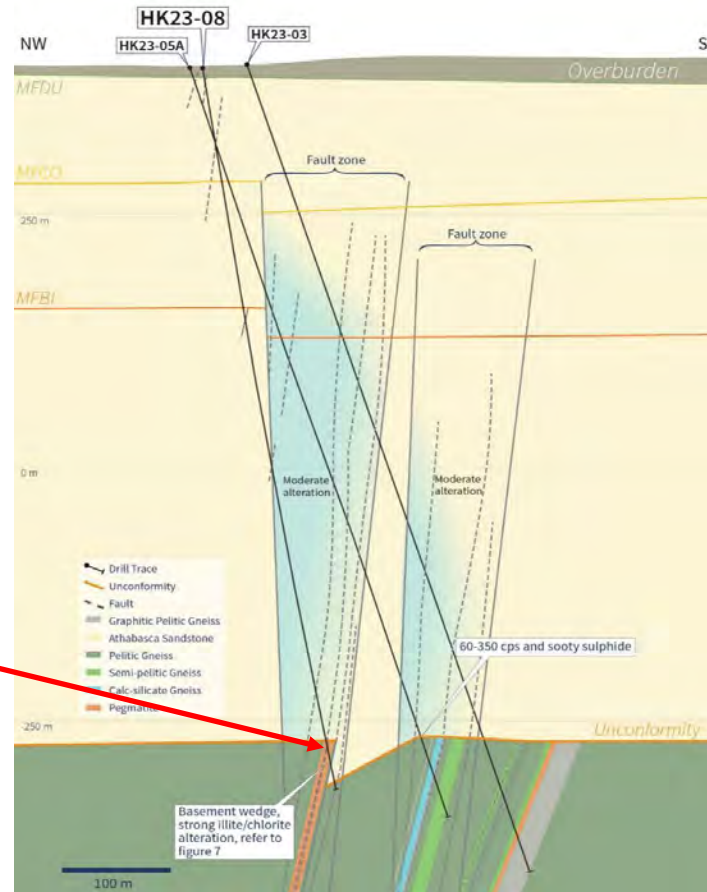 HK23-08
NW
HK23-05A
HK23-03
S
Overburden
MFDU
Fault zone
MFCO
250 m
Fault zone
MFBI
0 m
Moderate
alteration
Moderate
alteration
Drill Trace
Unconformity
Fault
Graphitic Pelitic Gneiss
Athabasca Sandstone
Pelitic Gneiss
Semi-pelitic Gneiss
Calc-silicate Gneiss
Pegmatite
60-350 cps and sooty sulphide
-250 m
Unconformity
Basement wedge,
strong illite/chlorite
alteration, refer to
figure 7
100 m